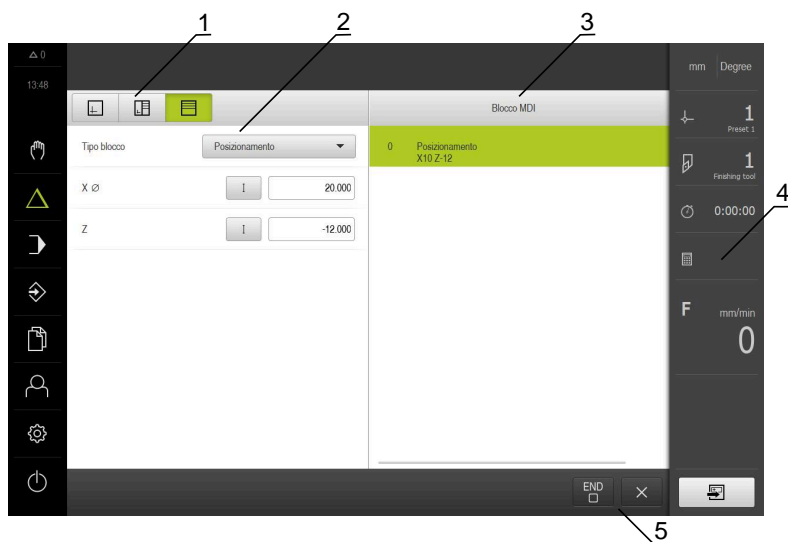 1
2
3
△ 0
13:48
mm Degree
Blocco MDI
1
Preset 1
Tipo blocco Posizionamento
0 Posizionamento
X10 Z-12
1
Finishing tool
X ∅ I 20.000
4
0:00:00
Z I -12.000
F mm/min
0
END
5